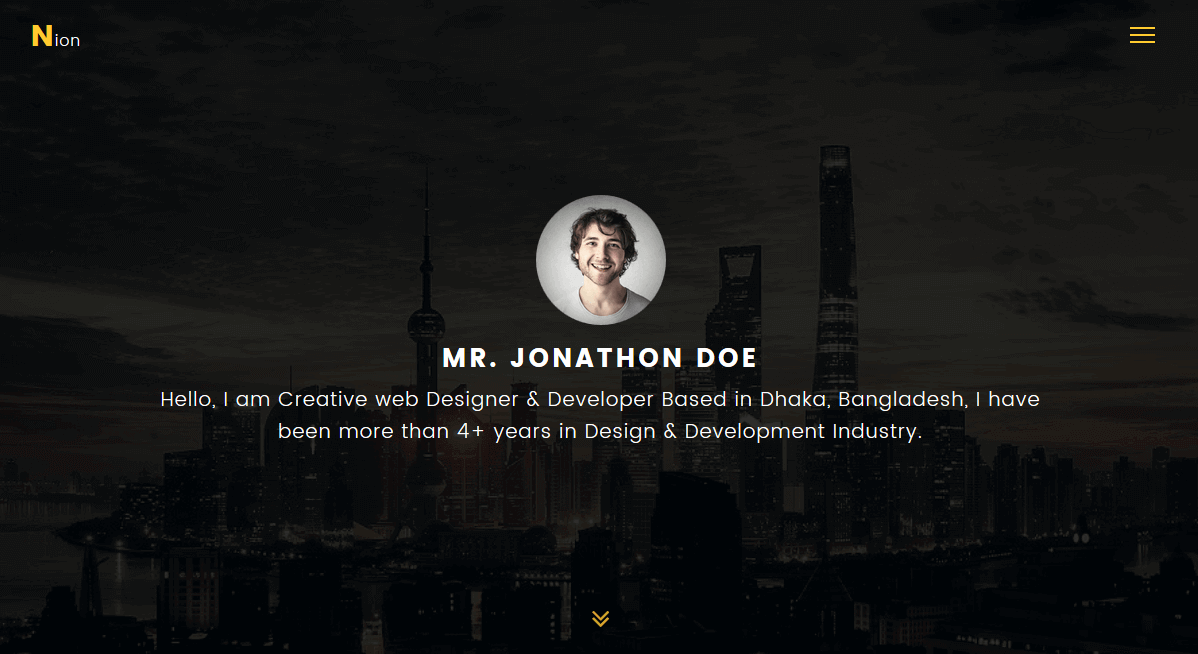 Nion
MR. JONATHON DOE
Hello, I am Creative web Designer & Developer Based in Dhaka, Bangladesh, I have
been more than 4+ years in Design & Development Industry.